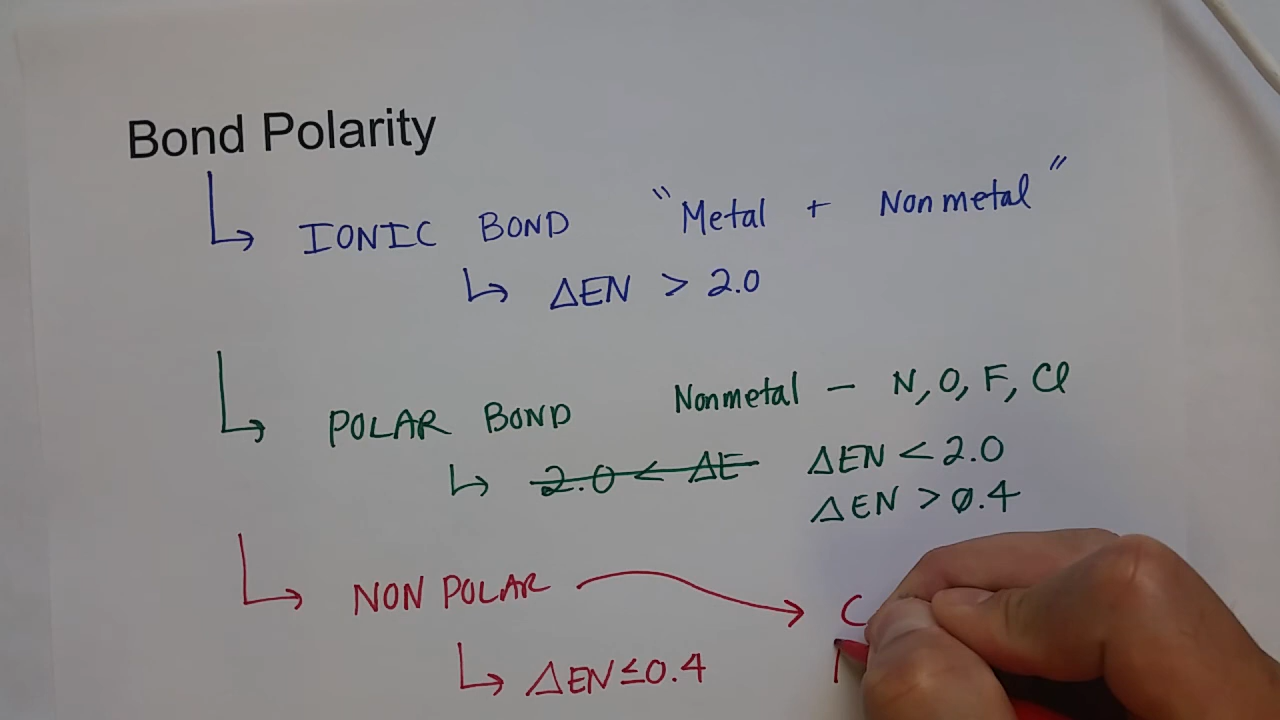 Bond Polarity
IONIC BOND "Metal + Nonmetal"
ΔEN > 2.0
POLAR BOND Nonmetal — N, O, F, Cl
2.0 < ΔE ΔEN < 2.0
ΔEN > 0.4
NON POLAR C
ΔEN ≤ 0.4